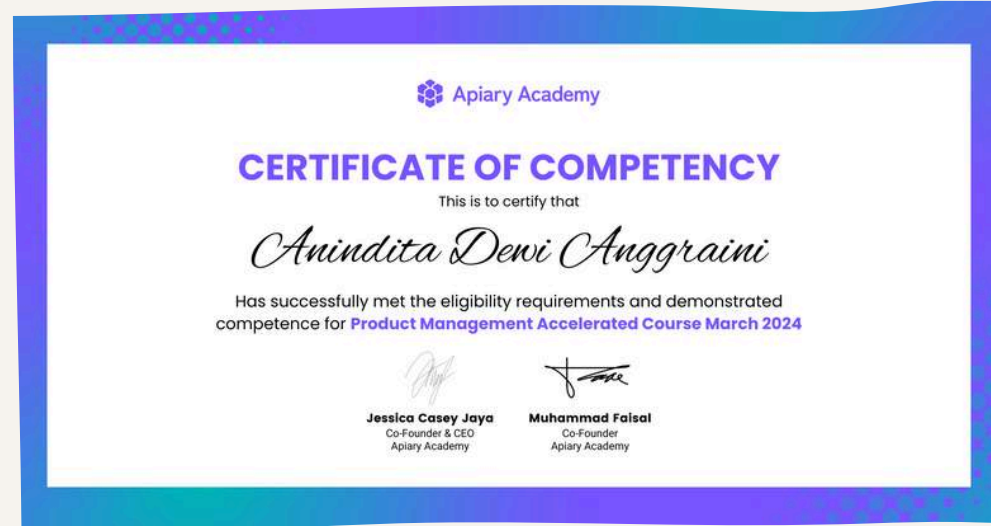 Apiary Academy
CERTIFICATE OF COMPETENCY
This is to certify that
Anindita Dewi Anggraini
Has successfully met the eligibility requirements and demonstrated
competence for Product Management Accelerated Course March 2024
Jessica Casey Jaya
Co-Founder & CEO
Apiary Academy
Muhammad Faisal
Co-Founder
Apiary Academy